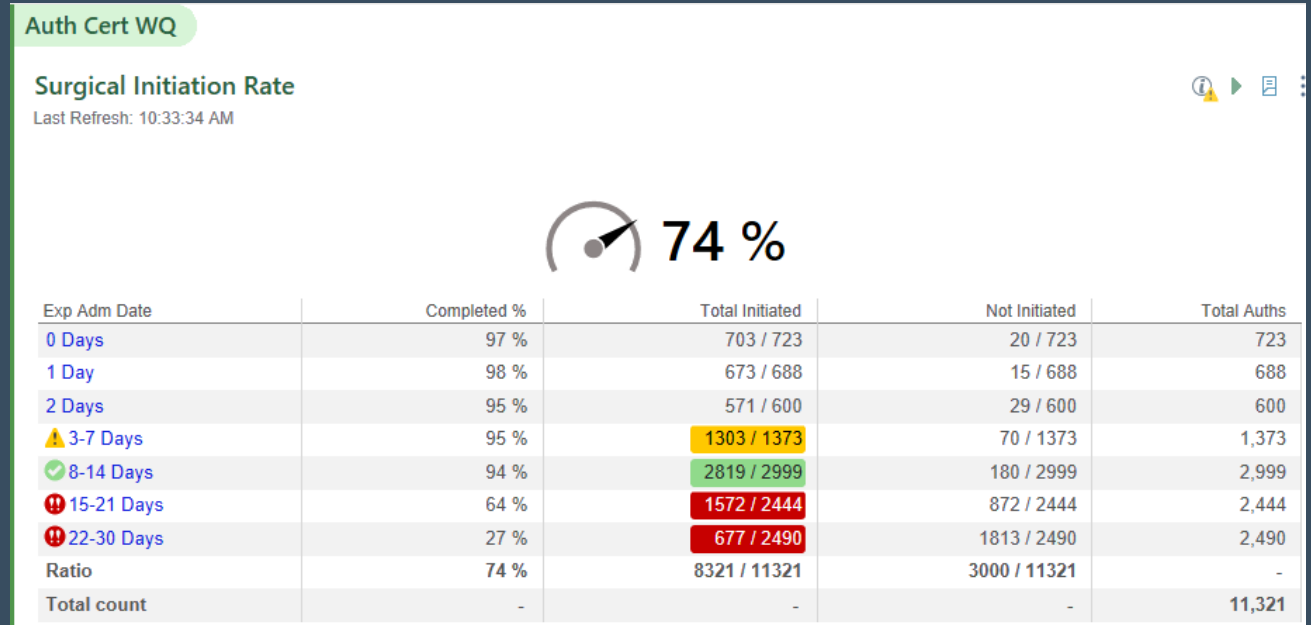 Auth Cert WQ
Surgical Initiation Rate
Last Refresh: 10:33:34 AM
74 %
Exp Adm Date Completed % Total Initiated Not Initiated Total Auths
0 Days 97 % 703 / 723 20 / 723 723
1 Day 98 % 673 / 688 15 / 688 688
2 Days 95 % 571 / 600 29 / 600 600
3-7 Days 95 % 1303 / 1373 70 / 1373 1,373
8-14 Days 94 % 2819 / 2999 180 / 2999 2,999
15-21 Days 64 % 1572 / 2444 872 / 2444 2,444
22-30 Days 27 % 677 / 2490 1813 / 2490 2,490
Ratio 74 % 8321 / 11321 3000 / 11321 -
Total count - - - 11,321